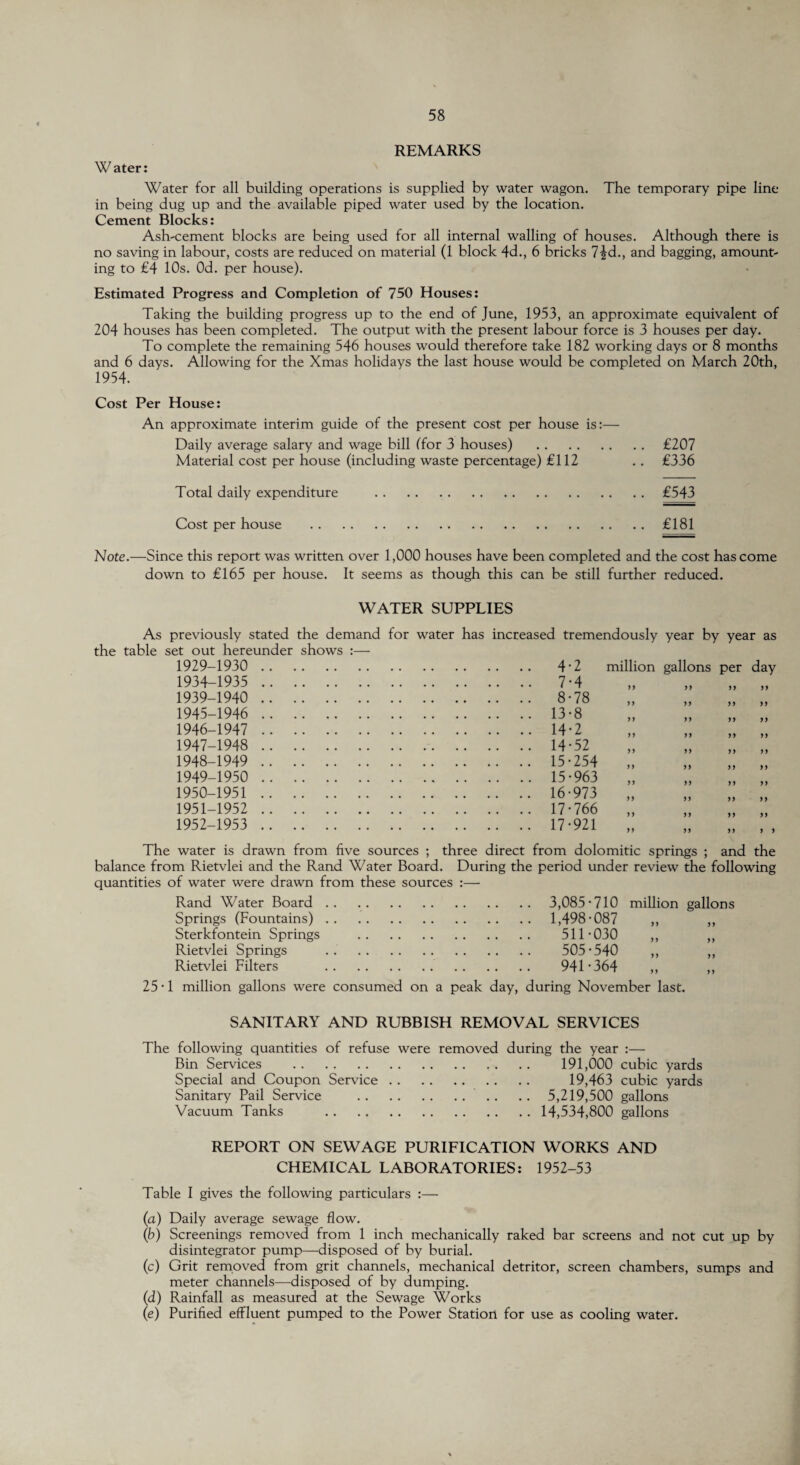 58
REMARKS
Water:
Water for all building operations is supplied by water wagon. The temporary pipe line
in being dug up and the available piped water used by the location.
Cement Blocks:
Ash-cement blocks are being used for all internal walling of houses. Although there is
no saving in labour, costs are reduced on material (1 block 4d., 6 bricks 7½d., and bagging, amount-
ing to £4 10s. 0d. per house).
Estimated Progress and Completion of 750 Houses:
Taking the building progress up to the end of June, 1953, an approximate equivalent of
204 houses has been completed. The output with the present labour force is 3 houses per day.
To complete the remaining 546 houses would therefore take 182 working days or 8 months
and 6 days. Allowing for the Xmas holidays the last house would be completed on March 20th,
1954.
Cost Per House:
An approximate interim guide of the present cost per house is:—
Daily average salary and wage bill (for 3 houses) .. .. .. .. £207
Material cost per house (including waste percentage) £112 .. £336
Total daily expenditure .. .. .. .. .. .. .. .. .. £543
Cost per house .. .. .. .. .. .. .. .. .. .. .. £181
Note.—Since this report was written over 1,000 houses have been completed and the cost has come
down to £165 per house. It seems as though this can be still further reduced.
WATER SUPPLIES
As previously stated the demand for water has increased tremendously year by year as
the table set out hereunder shows :—
1929–1930 .. .. .. .. .. .. .. .. .. 4·2 million gallons per day
1934–1935 .. .. .. .. .. .. .. .. .. 7·4 ,, ,, ,, ,,
1939–1940 .. .. .. .. .. .. .. .. .. 8·78 ,, ,, ,, ,,
1945–1946 .. .. .. .. .. .. .. .. .. 13·8 ,, ,, ,, ,,
1946–1947 .. .. .. .. .. .. .. .. .. 14·2 ,, ,, ,, ,,
1947–1948 .. .. .. .. .. .. .. .. .. 14·52 ,, ,, ,, ,,
1948–1949 .. .. .. .. .. .. .. .. .. 15·254 ,, ,, ,, ,,
1949–1950 .. .. .. .. .. .. .. .. .. 15·963 ,, ,, ,, ,,
1950–1951 .. .. .. .. .. .. .. .. .. 16·973 ,, ,, ,, ,,
1951–1952 .. .. .. .. .. .. .. .. .. 17·766 ,, ,, ,, ,,
1952–1953 .. .. .. .. .. .. .. .. .. 17·921 ,, ,, ,, ,,
The water is drawn from five sources ; three direct from dolomitic springs ; and the
balance from Rietvlei and the Rand Water Board. During the period under review the following
quantities of water were drawn from these sources :—
Rand Water Board .. .. .. .. .. .. .. 3,085·710 million gallons
Springs (Fountains) .. .. .. .. .. .. .. 1,498·087 ,, ,,
Sterkfontein Springs .. .. .. .. .. .. 511·030 ,, ,,
Rietvlei Springs .. .. .. .. .. .. .. 505·540 ,, ,,
Rietvlei Filters .. .. .. .. .. .. .. 941·364 ,, ,,
25·1 million gallons were consumed on a peak day, during November last.
SANITARY AND RUBBISH REMOVAL SERVICES
The following quantities of refuse were removed during the year :—
Bin Services .. .. .. .. .. .. .. .. 191,000 cubic yards
Special and Coupon Service .. .. .. .. .. 19,463 cubic yards
Sanitary Pail Service .. .. .. .. .. .. 5,219,500 gallons
Vacuum Tanks .. .. .. .. .. .. .. 14,534,800 gallons
REPORT ON SEWAGE PURIFICATION WORKS AND
CHEMICAL LABORATORIES: 1952–53
Table I gives the following particulars :—
(a) Daily average sewage flow.
(b) Screenings removed from 1 inch mechanically raked bar screens and not cut up by
disintegrator pump—disposed of by burial.
(c) Grit removed from grit channels, mechanical detritor, screen chambers, sumps and
meter channels—disposed of by dumping.
(d) Rainfall as measured at the Sewage Works
(e) Purified effluent pumped to the Power Station for use as cooling water.